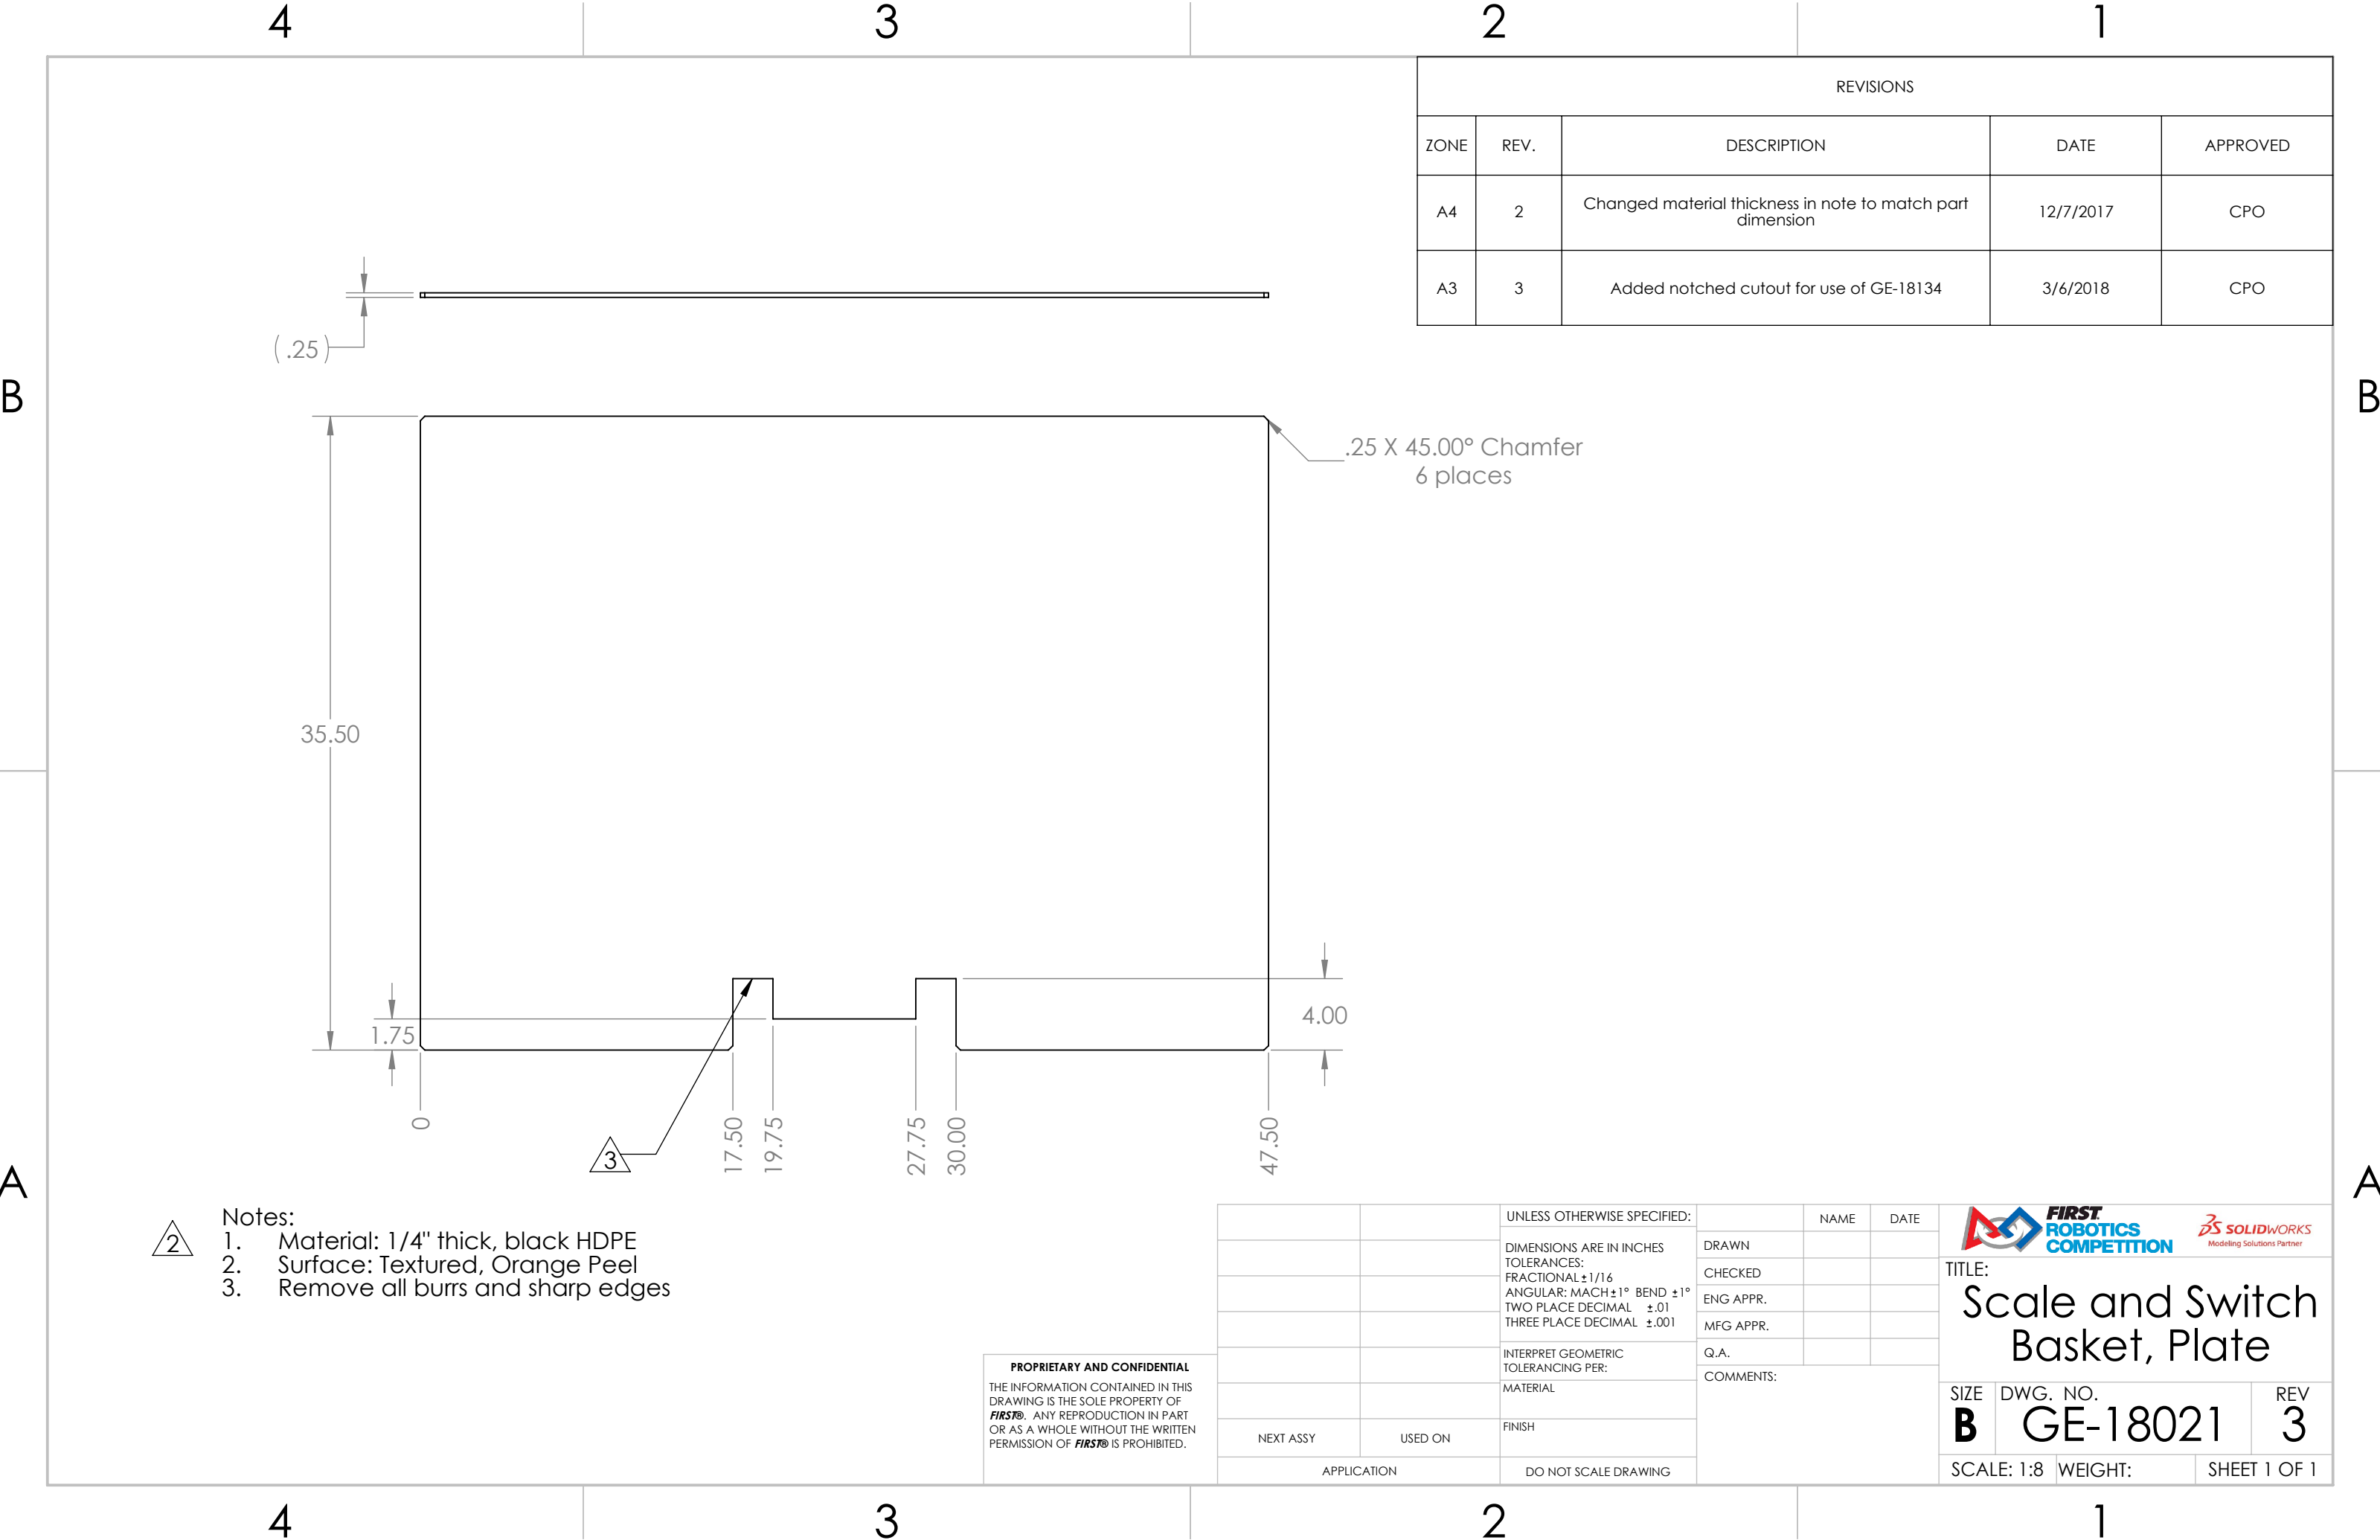 4 3 2 1
REVISIONS
ZONE REV. DESCRIPTION DATE APPROVED
A4 2 Changed material thickness in note to match part
dimension 12/7/2017 CPO
A3 3 Added notched cutout for use of GE-18134 3/6/2018 CPO
(.25)
B B
.25 X 45.00° Chamfer
6 places
35.50
1.75
4.00
0 17.50 19.75 27.75 30.00 47.50
3
A A
2
Notes:
1. Material: 1/4" thick, black HDPE
2. Surface: Textured, Orange Peel
3. Remove all burrs and sharp edges
PROPRIETARY AND CONFIDENTIAL
THE INFORMATION CONTAINED IN THIS
DRAWING IS THE SOLE PROPERTY OF
FIRST®. ANY REPRODUCTION IN PART
OR AS A WHOLE WITHOUT THE WRITTEN
PERMISSION OF FIRST® IS PROHIBITED.
NEXT ASSY USED ON
APPLICATION
UNLESS OTHERWISE SPECIFIED:
DIMENSIONS ARE IN INCHES
TOLERANCES:
FRACTIONAL ± 1/16
ANGULAR: MACH ± 1° BEND ± 1°
TWO PLACE DECIMAL ± .01
THREE PLACE DECIMAL ± .001
INTERPRET GEOMETRIC
TOLERANCING PER:
MATERIAL
FINISH
DO NOT SCALE DRAWING
NAME DATE
DRAWN
CHECKED
ENG APPR.
MFG APPR.
Q.A.
COMMENTS:
FIRST
ROBOTICS
COMPETITION
SOLIDWORKS
Modeling Solutions Partner
TITLE:
Scale and Switch
Basket, Plate
SIZE DWG. NO. REV
B GE-18021 3
SCALE: 1:8 WEIGHT: SHEET 1 OF 1
4 3 2 1